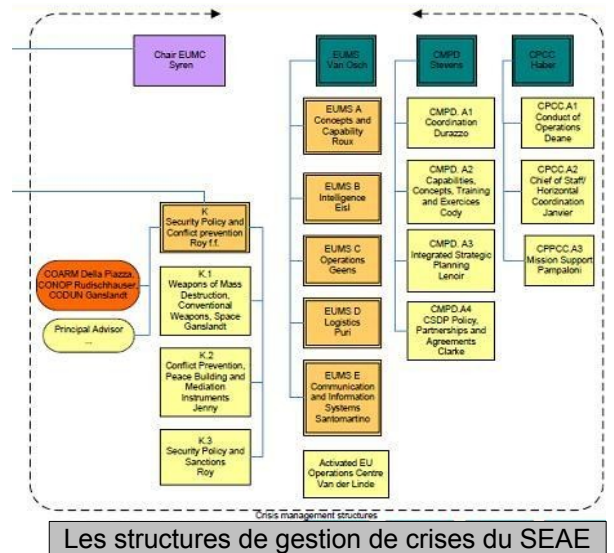 Chair EUMC
Syren
EUMS
Van Osch
EUMS A
Concepts and
Capability
Roux
EUMS B
Intelligence
Eisl
EUMS C
Operations
Geens
EUMS D
Logistics
Puri
EUMS E
Communication
and Information
Systems
Santomartino
Activated EU
Operations Centre
Van der Linde
CMPD
Stevens
CMPD. A1
Coordination
Durazzo
CMPD. A2
Capabilities,
Concepts, Training
and Exercices
Cody
CMPD. A3
Integrated Strategic
Planning
Lenoir
CMPD.A4
CSDP Policy,
Partnerships and
Agreements
Clarke
CPCC
Haber
CPCC.A1
Conduct of
Operations
Deane
CPCC.A2
Chief of Staff/
Horizontal
Coordination
Janvier
CPPCC.A3
Mission Support
Pampaloni
K
Security Policy and
Conflict prevention
Roy f.f.
COARM Della Piazza,
CONOP Rudischhauser,
CODUN Ganslandt
Principal Advisor
...
K.1
Weapons of Mass
Destruction,
Conventional
Weapons, Space
Ganslandt
K.2
Conflict Prevention,
Peace Building and
Mediation
Instruments
Jenny
K.3
Security Policy and
Sanctions
Roy
Crisis management structures
Les structures de gestion de crises du SEAE